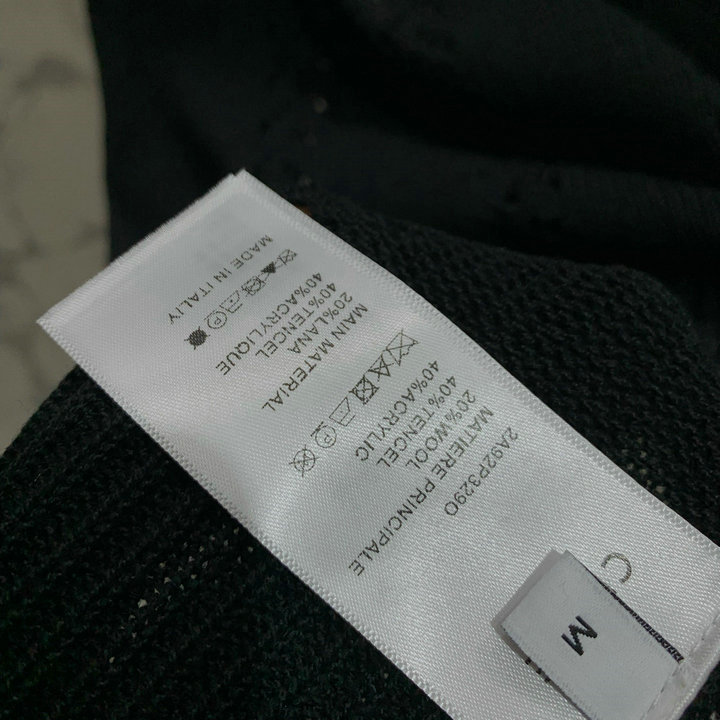 C
M
2A92P3290
MATIERE PRINCIPALE
20%WOOL
40%TENCEL
40%ACRYLIC
MAIN MATERIAL
20%LANA
40%TENCEL
40%ACRYLIQUE
MADE IN ITALIY